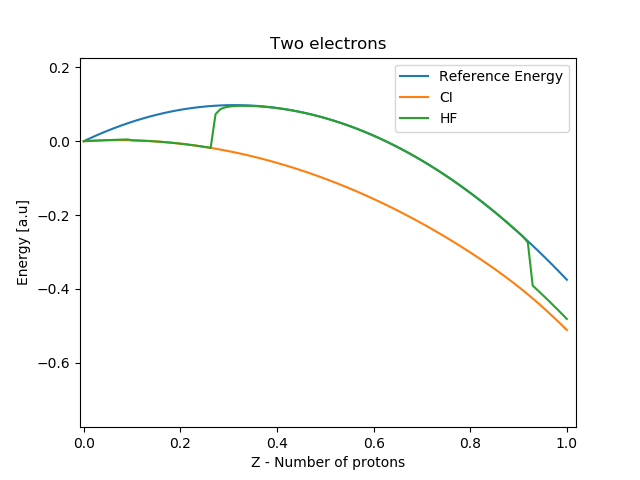 Two electrons
Reference Energy
CI
HF
Energy [a.u]
0.2
0.0
−0.2
−0.4
−0.6
0.0 0.2 0.4 0.6 0.8 1.0
Z - Number of protons